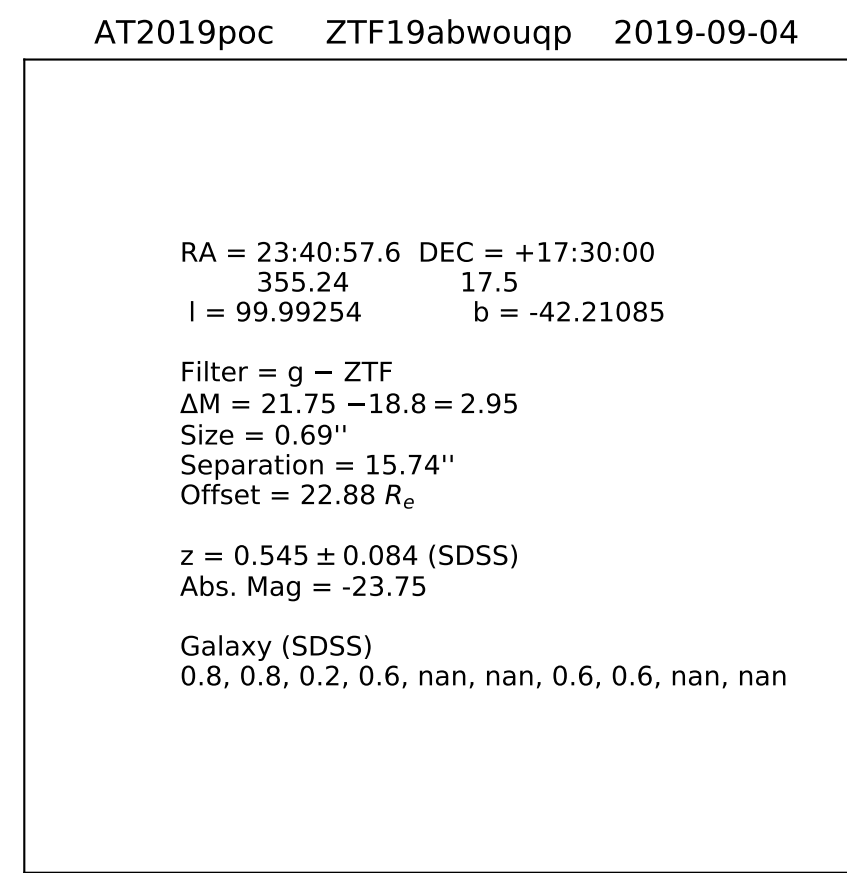 AT2019poc ZTF19abwouqp 2019-09-04
RA = 23:40:57.6 DEC = +17:30:00
355.24 17.5
l = 99.99254 b = -42.21085
Filter = g − ZTF
ΔM = 21.75 −18.8 = 2.95
Size = 0.69''
Separation = 15.74''
Offset = 22.88 Rₑ
z = 0.545 ± 0.084 (SDSS)
Abs. Mag = -23.75
Galaxy (SDSS)
0.8, 0.8, 0.2, 0.6, nan, nan, 0.6, 0.6, nan, nan